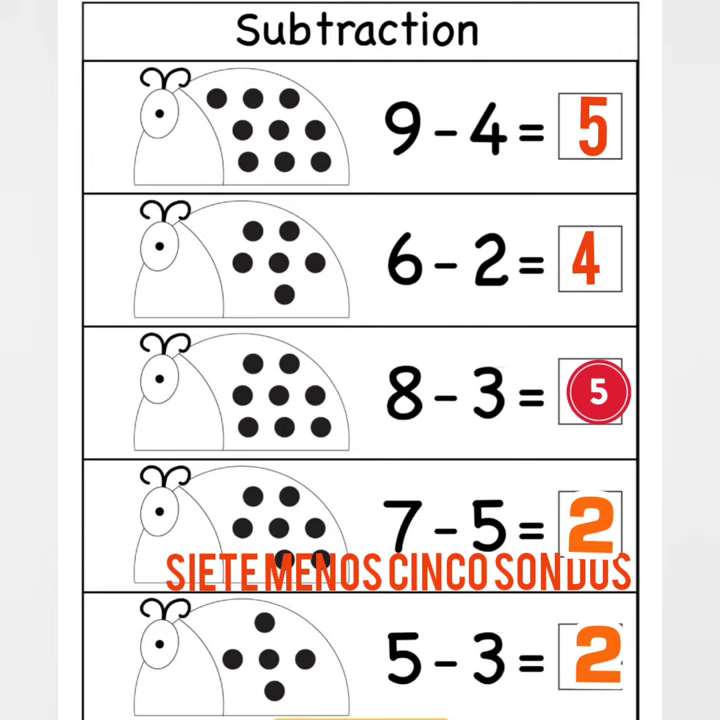 Subtraction
9 - 4 = 5
6 - 2 = 4
8 - 3 = 5
7 - 5 = 2
SIETE MENOS CINCO SON DOS
5 - 3 = 2